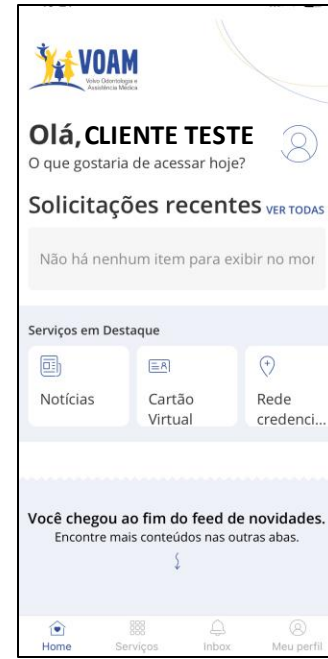 VOAM
Volvo Odontologia e
Assistência Médica
Olá, CLIENTE TESTE
O que gostaria de acessar hoje?
Solicitações recentes VER TODAS
Não há nenhum item para exibir no mor
Serviços em Destaque
Notícias
Cartão
Virtual
Rede
credenci...
Você chegou ao fim do feed de novidades.
Encontre mais conteúdos nas outras abas.
Home Serviços Inbox Meu perfil